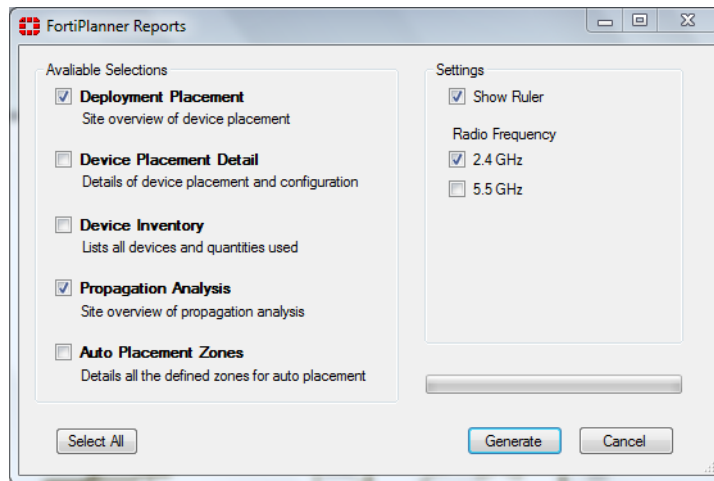 FortiPlanner Reports
Avaliable Selections
Deployment Placement
Site overview of device placement
Device Placement Detail
Details of device placement and configuration
Device Inventory
Lists all devices and quantities used
Propagation Analysis
Site overview of propagation analysis
Auto Placement Zones
Details all the defined zones for auto placement
Settings
Show Ruler
Radio Frequency
2.4 GHz
5.5 GHz
Select All
Generate
Cancel